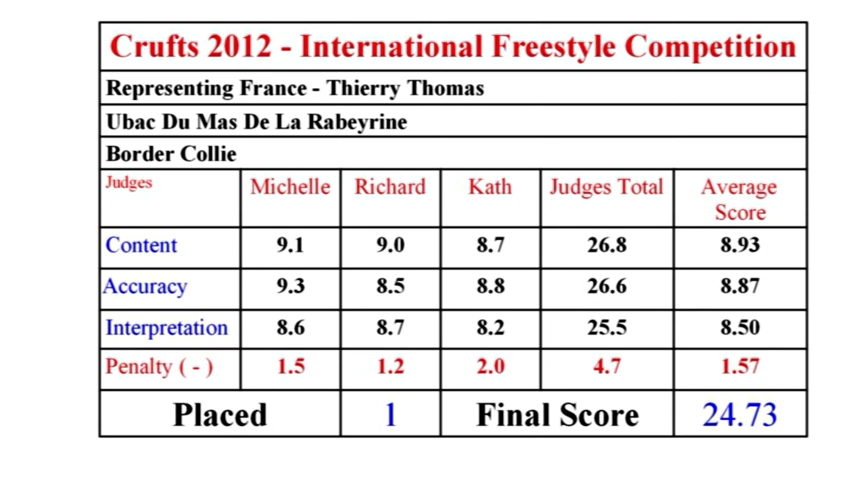 Crufts 2012 - International Freestyle Competition
Representing France - Thierry Thomas
Ubac Du Mas De La Rabeyrine
Border Collie
Judges Michelle Richard Kath Judges Total Average Score
Content 9.1 9.0 8.7 26.8 8.93
Accuracy 9.3 8.5 8.8 26.6 8.87
Interpretation 8.6 8.7 8.2 25.5 8.50
Penalty ( - ) 1.5 1.2 2.0 4.7 1.57
Placed 1 Final Score 24.73